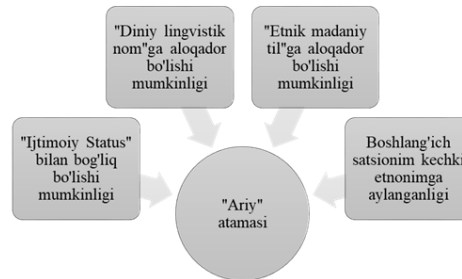 "Diniy lingvistik
nom"ga aloqador
bo'lishi
mumkinligi
"Etnik madaniy
til"ga aloqador
bo'lishi
mumkinligi
"Ijtimoiy Status"
bilan bog'liq
bo'lishi
mumkinligi
Boshlang'ich
satsionim kechki
etnonimga
aylanganligi
"Ariy"
atamasi